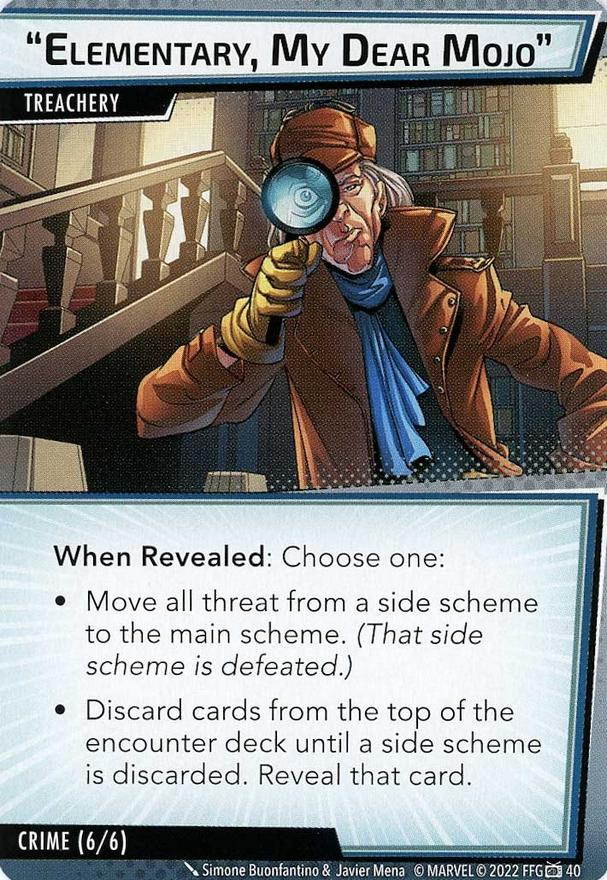 “Elementary, My Dear Mojo”
TREACHERY
When Revealed: Choose one:
• Move all threat from a side scheme
to the main scheme. (That side
scheme is defeated.)
• Discard cards from the top of the
encounter deck until a side scheme
is discarded. Reveal that card.
CRIME (6/6)
Simone Buonfantino & Javier Mena © MARVEL © 2022 FFG 40